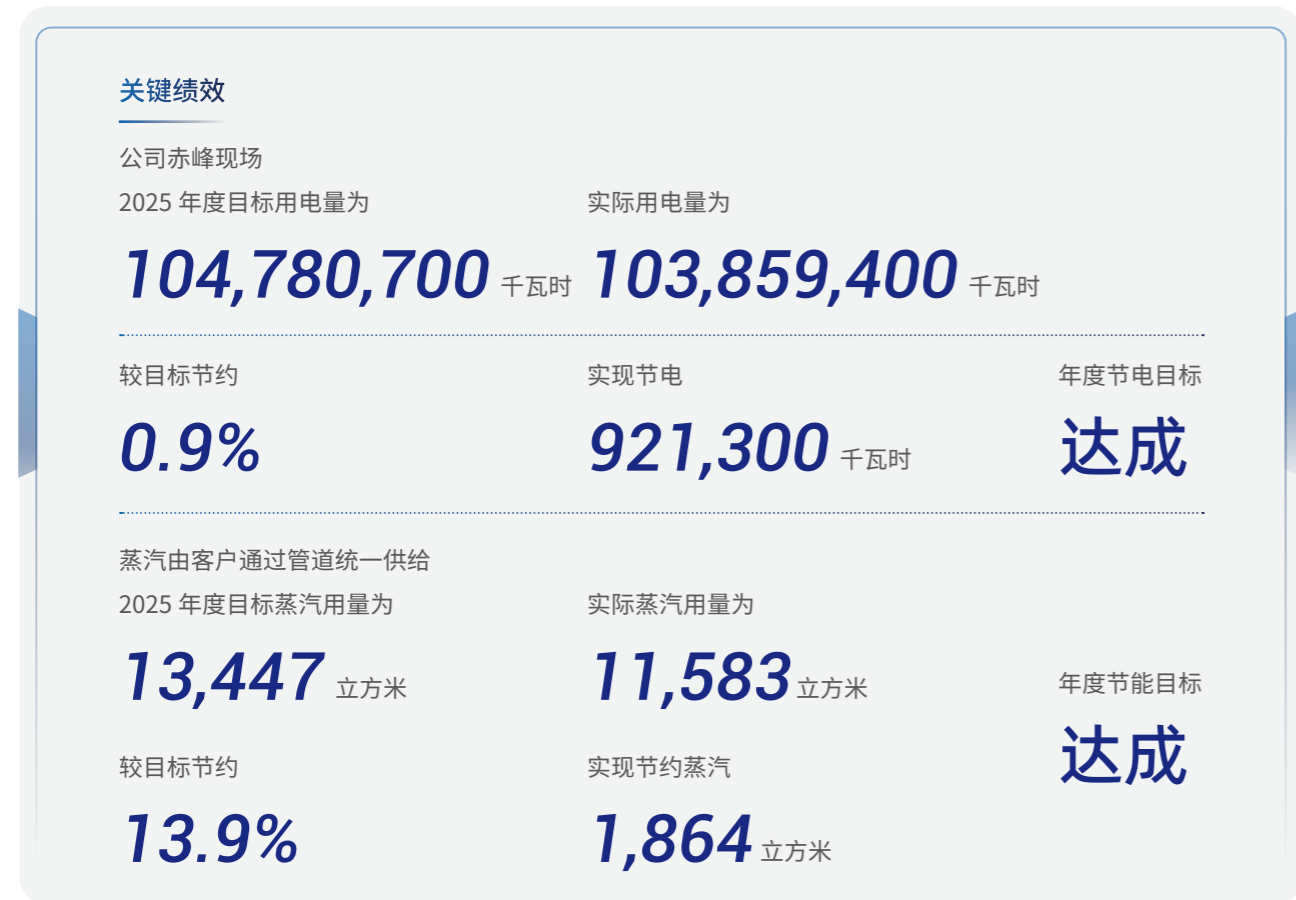 关键绩效
公司赤峰现场
2025 年度目标用电量为 实际用电量为
104,780,700 千瓦时 103,859,400 千瓦时
较目标节约 实现节电 年度节电目标
0.9% 921,300 千瓦时 达成
蒸汽由客户通过管道统一供给
2025 年度目标蒸汽用量为 实际蒸汽用量为
13,447 立方米 11,583 立方米
年度节能目标
达成
较目标节约 实现节约蒸汽
13.9% 1,864 立方米